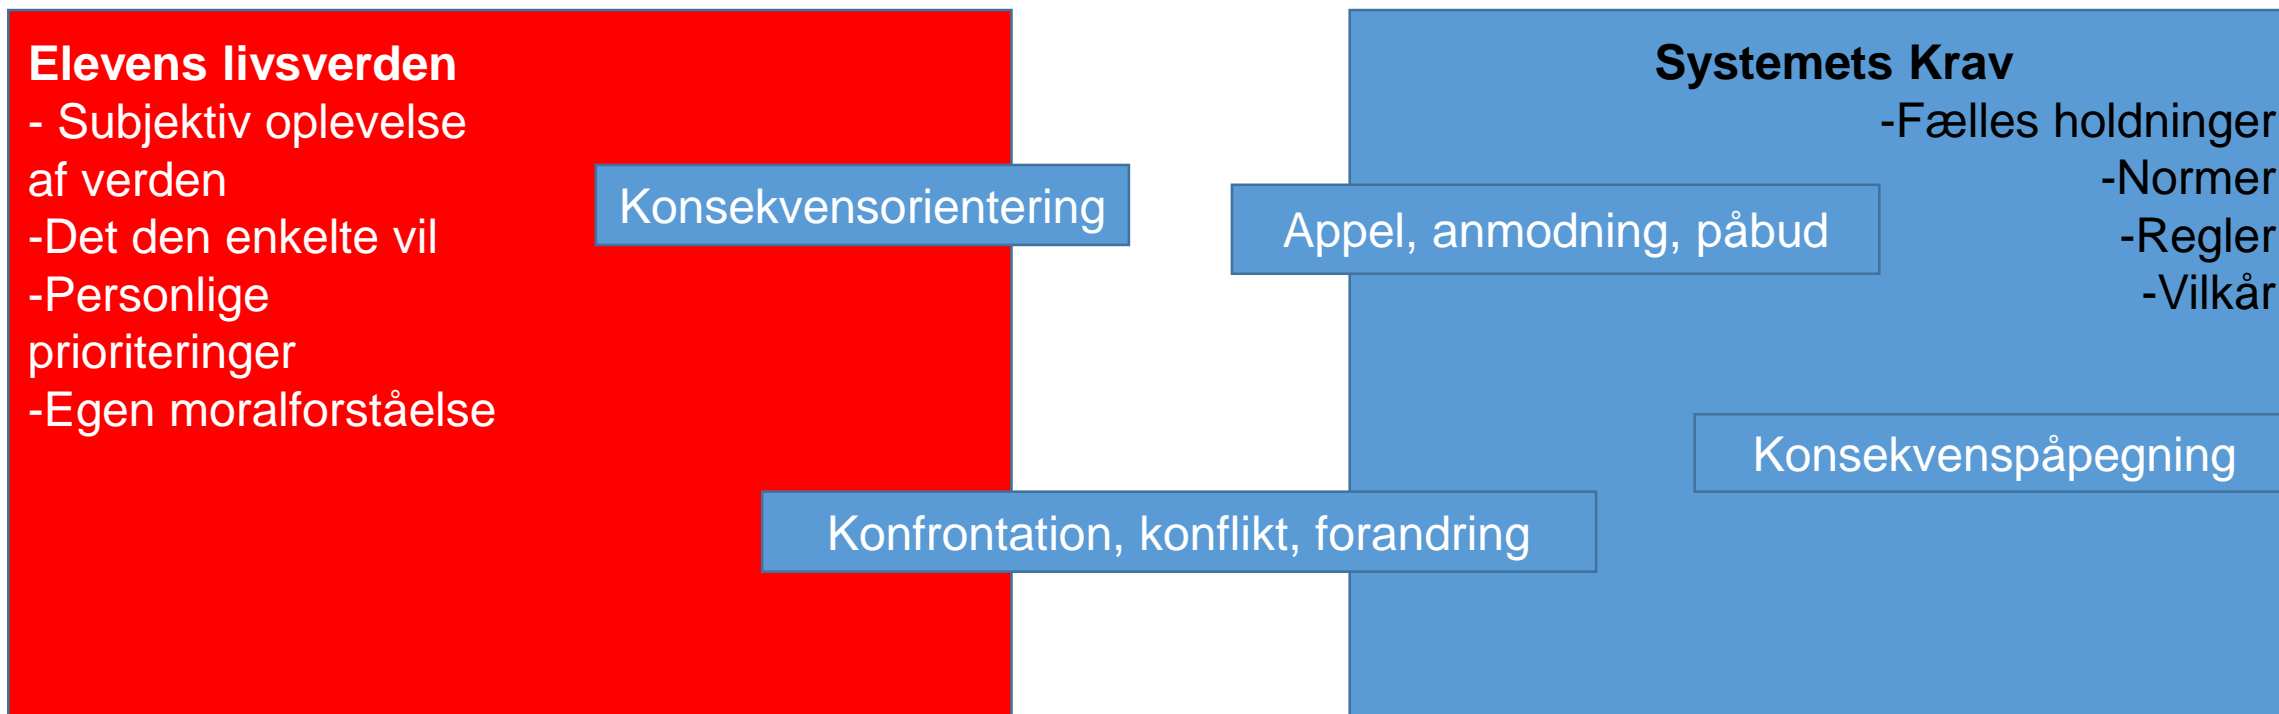 Elevens livsverden
- Subjektiv oplevelse
af verden
-Det den enkelte vil
-Personlige
prioriteringer
-Egen moralforståelse
Konsekvensorientering
Konfrontation, konflikt, forandring
Systemets Krav
-Fælles holdninger
-Normer
-Regler
-Vilkår
Appel, anmodning, påbud
Konsekvenspåpegning